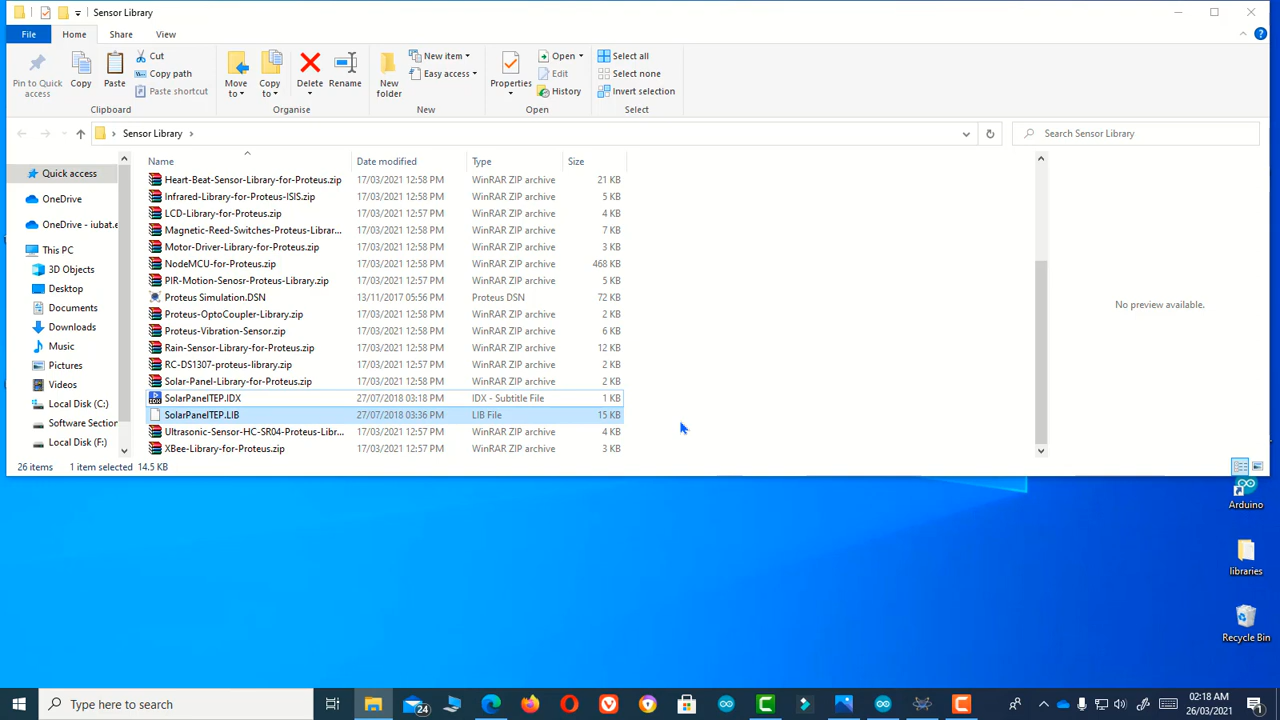 Sensor Library
File Home Share View
Pin to Quick access
Copy
Paste
Cut
Copy path
Paste shortcut
Clipboard
Move to
Copy to
Delete
Rename
Organise
New folder
New item
Easy access
New
Properties
Open
Edit
History
Open
Select all
Select none
Invert selection
Select
Sensor Library
Search Sensor Library
Name Date modified Type Size
Quick access
OneDrive
OneDrive - iubat.e
This PC
3D Objects
Desktop
Documents
Downloads
Music
Pictures
Videos
Local Disk (C:)
Software Section
Local Disk (F:)
Heart-Beat-Sensor-Library-for-Proteus.zip 17/03/2021 12:58 PM WinRAR ZIP archive 21 KB
Infrared-Library-for-Proteus-ISIS.zip 17/03/2021 12:58 PM WinRAR ZIP archive 5 KB
LCD-Library-for-Proteus.zip 17/03/2021 12:58 PM WinRAR ZIP archive 4 KB
Magnetic-Reed-Switches-Proteus-Librar... 17/03/2021 12:58 PM WinRAR ZIP archive 7 KB
Motor-Driver-Library-for-Proteus.zip 17/03/2021 12:58 PM WinRAR ZIP archive 3 KB
NodeMCU-for-Proteus.zip 17/03/2021 12:58 PM WinRAR ZIP archive 468 KB
PIR-Motion-Senosr-Proteus-Library.zip 17/03/2021 12:57 PM WinRAR ZIP archive 5 KB
Proteus Simulation.DSN 13/11/2017 05:56 PM Proteus DSN 72 KB
Proteus-OptoCoupler-Library.zip 17/03/2021 12:58 PM WinRAR ZIP archive 2 KB
Proteus-Vibration-Sensor.zip 17/03/2021 12:58 PM WinRAR ZIP archive 6 KB
Rain-Sensor-Library-for-Proteus.zip 17/03/2021 12:58 PM WinRAR ZIP archive 12 KB
RC-DS1307-proteus-library.zip 17/03/2021 12:57 PM WinRAR ZIP archive 2 KB
Solar-Panel-Library-for-Proteus.zip 17/03/2021 12:58 PM WinRAR ZIP archive 2 KB
SolarPanelTEP.IDX 27/07/2018 03:18 PM IDX - Subtitle File 1 KB
SolarPanelTEP.LIB 27/07/2018 03:36 PM LIB File 15 KB
Ultrasonic-Sensor-HC-SR04-Proteus-Libr... 17/03/2021 12:57 PM WinRAR ZIP archive 4 KB
XBee-Library-for-Proteus.zip 17/03/2021 12:57 PM WinRAR ZIP archive 3 KB
No preview available.
26 items 1 item selected 14.5 KB
Arduino
libraries
Recycle Bin
Type here to search
24
02:18 AM
26/03/2021
1